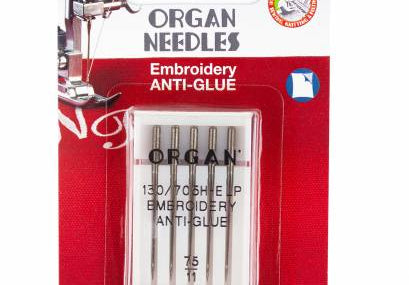 ORGAN
NEEDLES
Embroidery
ANTI-GLUE
ORGAN
130/705H-E LP
EMBROIDERY
ANTI-GLUE
75
11